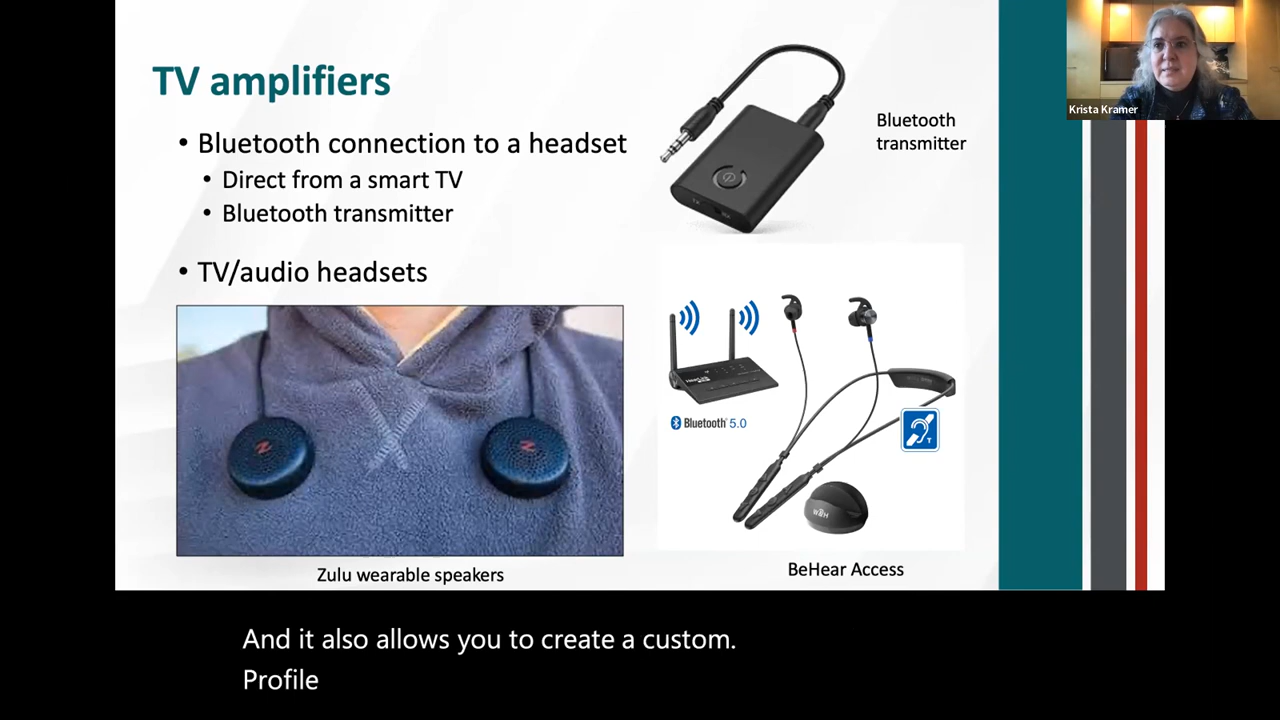 TV amplifiers
• Bluetooth connection to a headset
• Direct from a smart TV
• Bluetooth transmitter
• TV/audio headsets
Zulu wearable speakers
Bluetooth
transmitter
Bluetooth 5.0
T
W&H
BeHear Access
Krista Kramer
And it also allows you to create a custom.
Profile